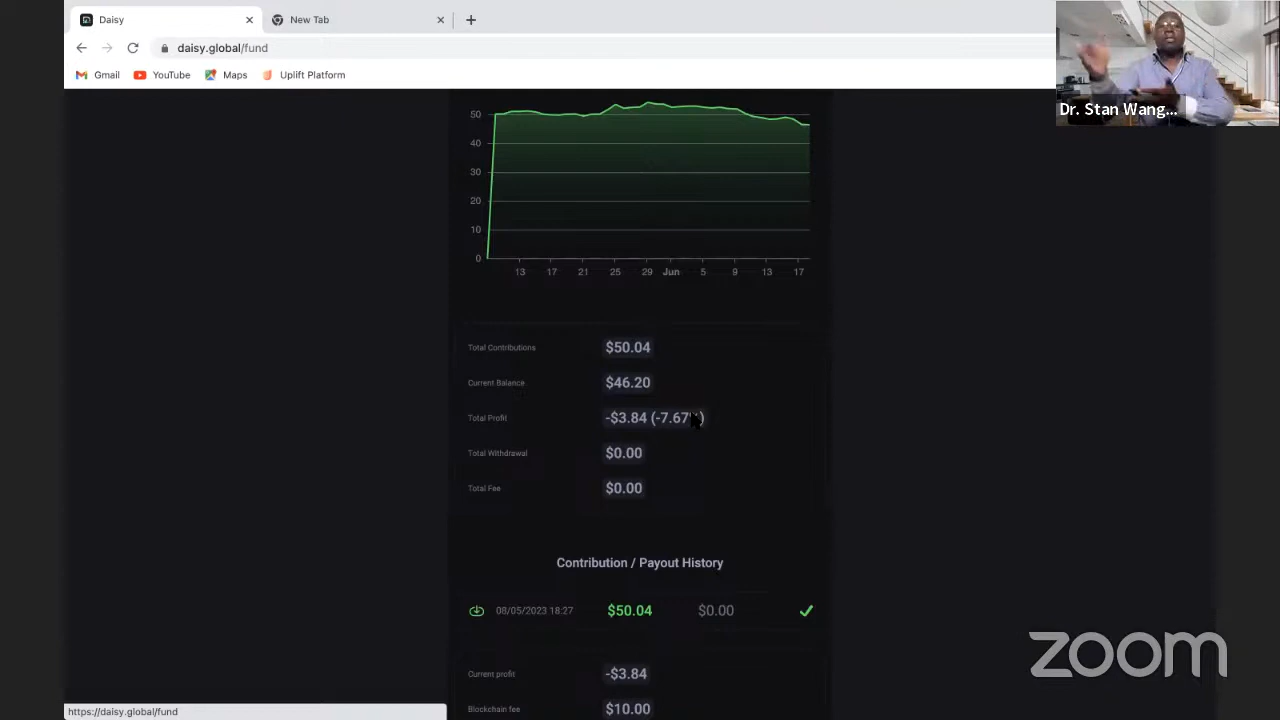 Daisy
New Tab
daisy.global/fund
Gmail
YouTube
Maps
Uplift Platform
Dr. Stan Wang...
50
40
30
20
10
0
13 17 21 25 29 Jun 5 9 13 17
Total Contributions $50.04
Current Balance $46.20
Total Profit -$3.84 (-7.67%)
Total Withdrawal $0.00
Total Fee $0.00
Contribution / Payout History
08/05/2023 18:27 $50.04 $0.00
Current profit -$3.84
Blockchain fee $10.00
zoom
https://daisy.global/fund